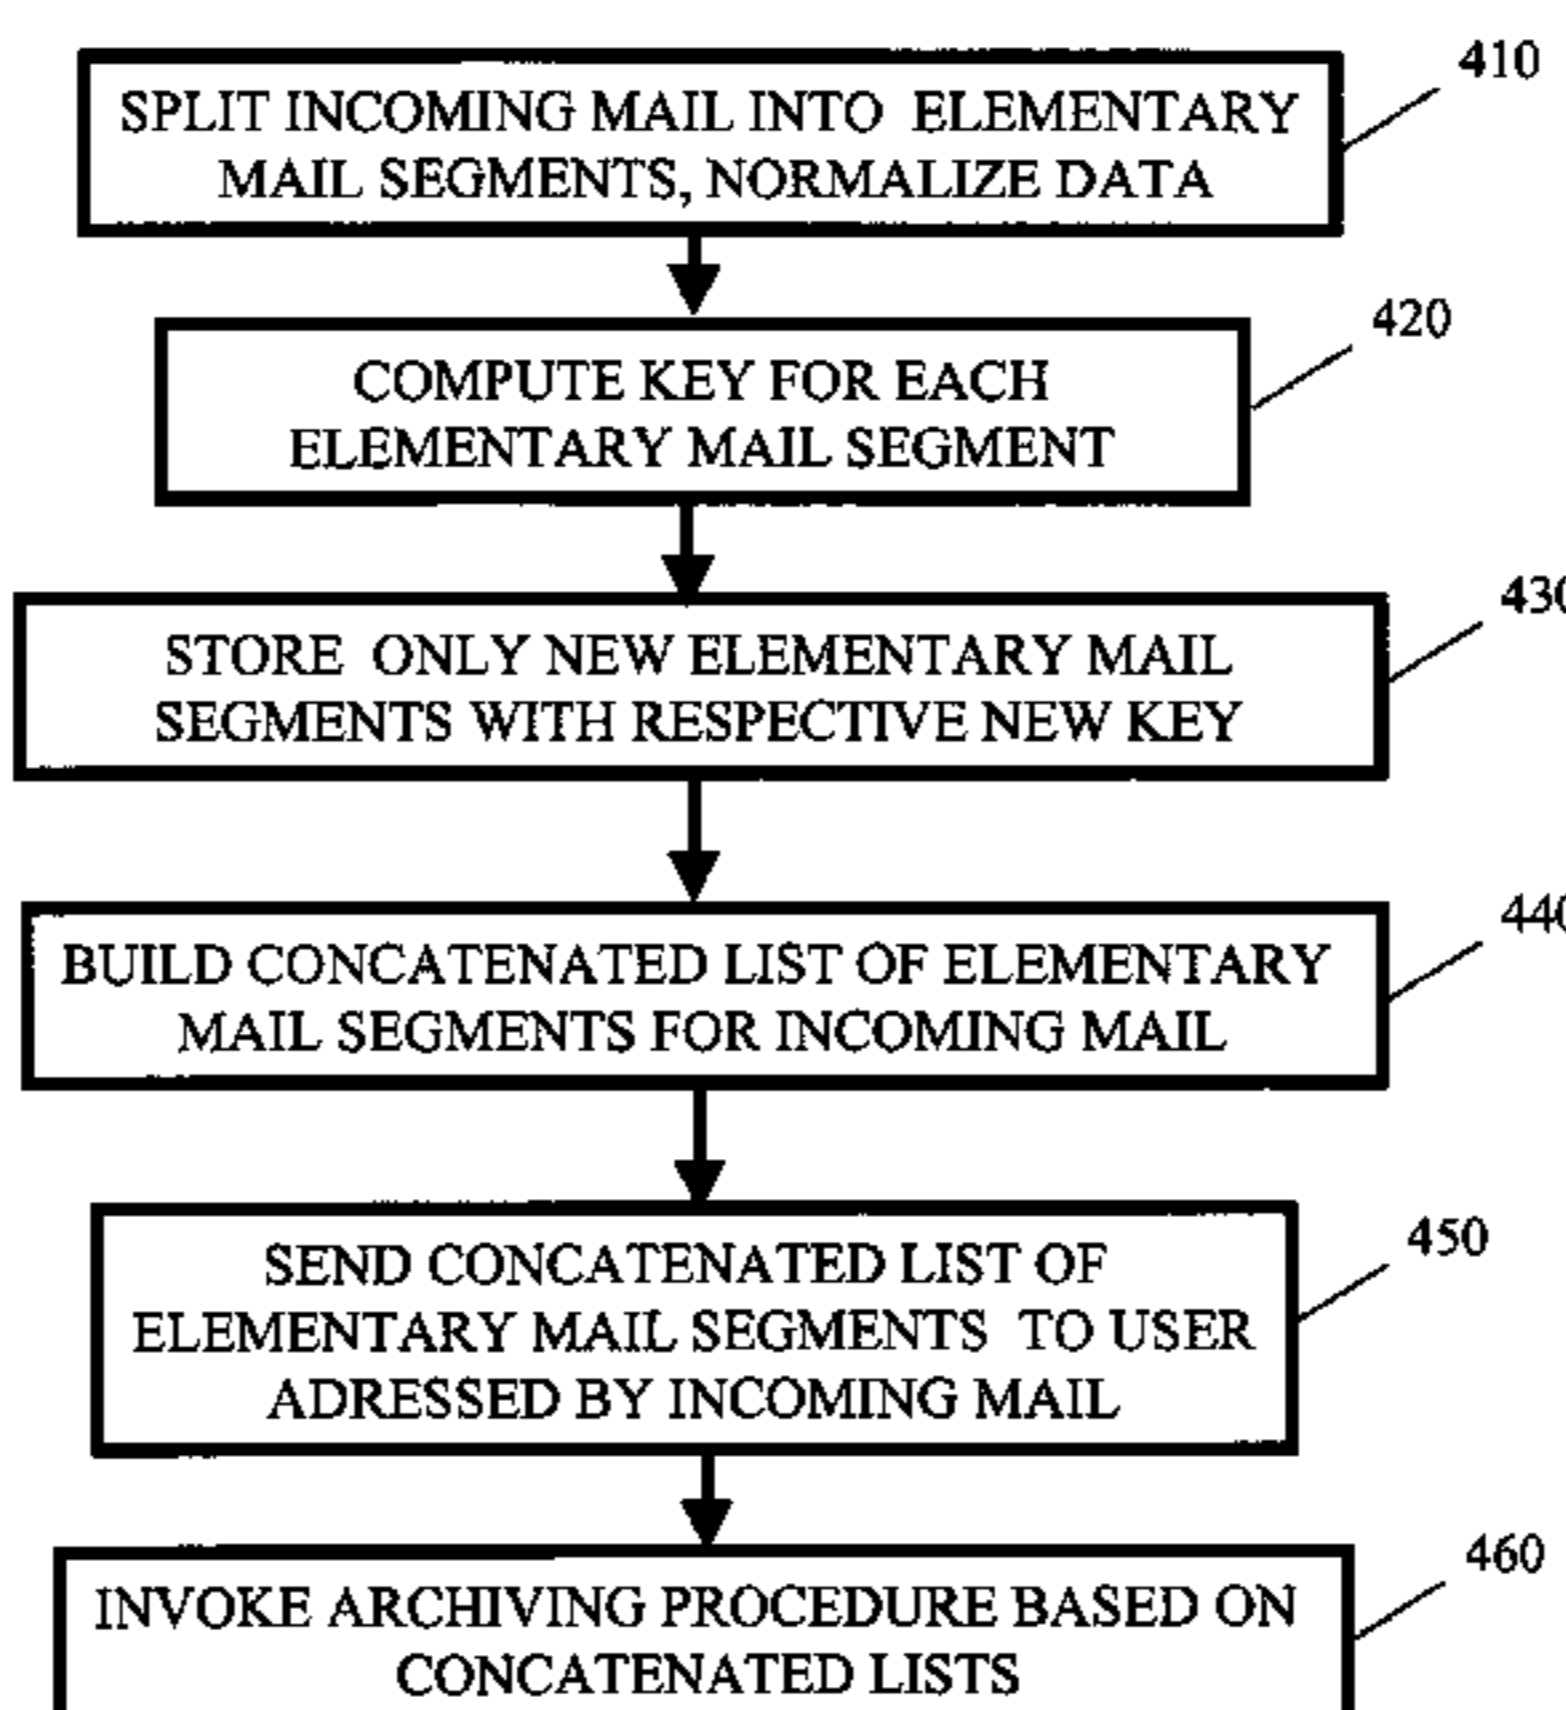 410
SPLIT INCOMING MAIL INTO ELEMENTARY
MAIL SEGMENTS, NORMALIZE DATA
420
COMPUTE KEY FOR EACH
ELEMENTARY MAIL SEGMENT
430
STORE ONLY NEW ELEMENTARY MAIL
SEGMENTS WITH RESPECTIVE NEW KEY
440
BUILD CONCATENATED LIST OF ELEMENTARY
MAIL SEGMENTS FOR INCOMING MAIL
450
SEND CONCATENATED LIST OF
ELEMENTARY MAIL SEGMENTS TO USER
ADRESSED BY INCOMING MAIL
460
INVOKE ARCHIVING PROCEDURE BASED ON
CONCATENATED LISTS